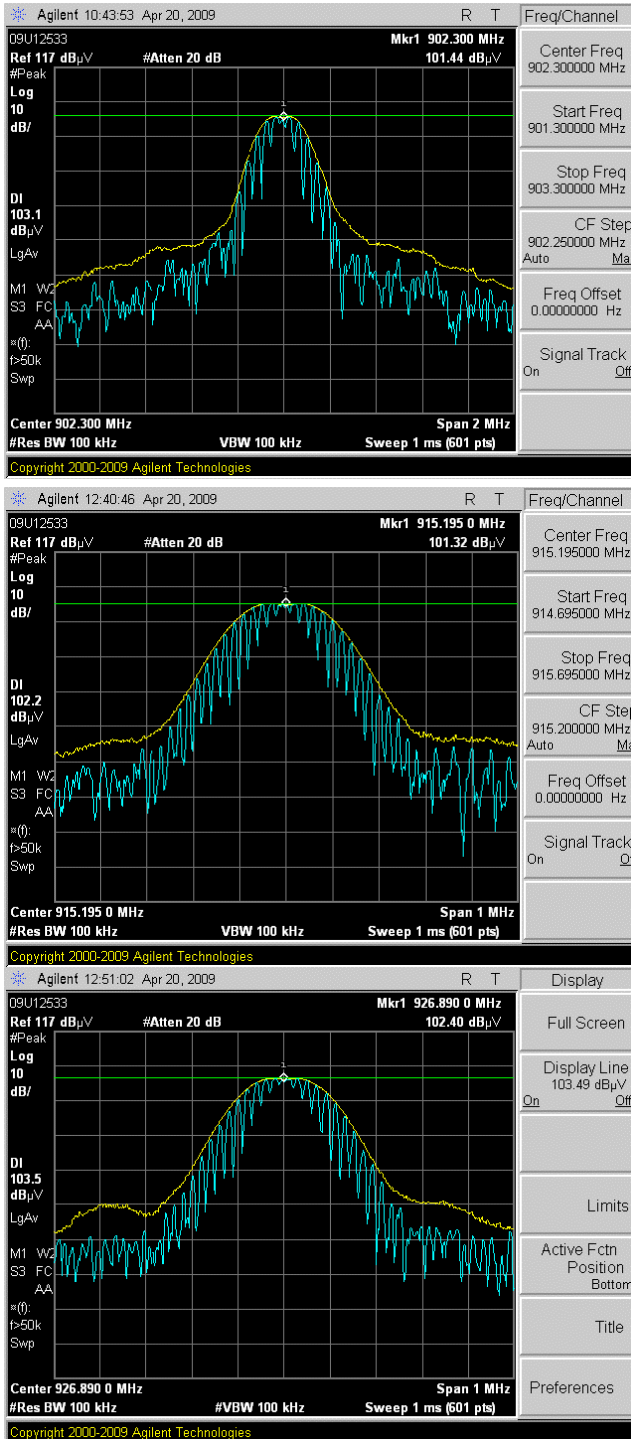 Agilent 10:43:53 Apr 20, 2009 R T Freq/Channel
09U12533 Mkr1 902.300 MHz
Ref 117 dBµV #Atten 20 dB 101.44 dBµV
#Peak
Log
10
dB/
1
DI
103.1
dBµV
LgAv
M1 W2
S3 FC
AA
¤(f):
f>50k
Swp
Center 902.300 MHz Span 2 MHz
#Res BW 100 kHz VBW 100 kHz Sweep 1 ms (601 pts)
Copyright 2000-2009 Agilent Technologies
Center Freq
902.300000 MHz
Start Freq
901.300000 MHz
Stop Freq
903.300000 MHz
CF Step
902.250000 MHz
Auto Ma
Freq Offset
0.00000000 Hz
Signal Track
On Off
Agilent 12:40:46 Apr 20, 2009 R T Freq/Channel
09U12533 Mkr1 915.195 0 MHz
Ref 117 dBµV #Atten 20 dB 101.32 dBµV
#Peak
Log
10
dB/
1
DI
102.2
dBµV
LgAv
M1 W2
S3 FC
AA
¤(f):
f>50k
Swp
Center 915.195 0 MHz Span 1 MHz
#Res BW 100 kHz VBW 100 kHz Sweep 1 ms (601 pts)
Copyright 2000-2009 Agilent Technologies
Center Freq
915.195000 MHz
Start Freq
914.695000 MHz
Stop Freq
915.695000 MHz
CF Step
915.200000 MHz
Auto Ma
Freq Offset
0.00000000 Hz
Signal Track
On O
Agilent 12:51:02 Apr 20, 2009 R T Display
09U12533 Mkr1 926.890 0 MHz
Ref 117 dBµV #Atten 20 dB 102.40 dBµV
#Peak
Log
10
dB/
1
DI
103.5
dBµV
LgAv
M1 W2
S3 FC
AA
¤(f):
f>50k
Swp
Center 926.890 0 MHz Span 1 MHz
#Res BW 100 kHz #VBW 100 kHz Sweep 1 ms (601 pts)
Copyright 2000-2009 Agilent Technologies
Full Screen
Display Line
103.49 dBµV
On Off
Limits
Active Fctn
Position
Bottom
Title
Preferences